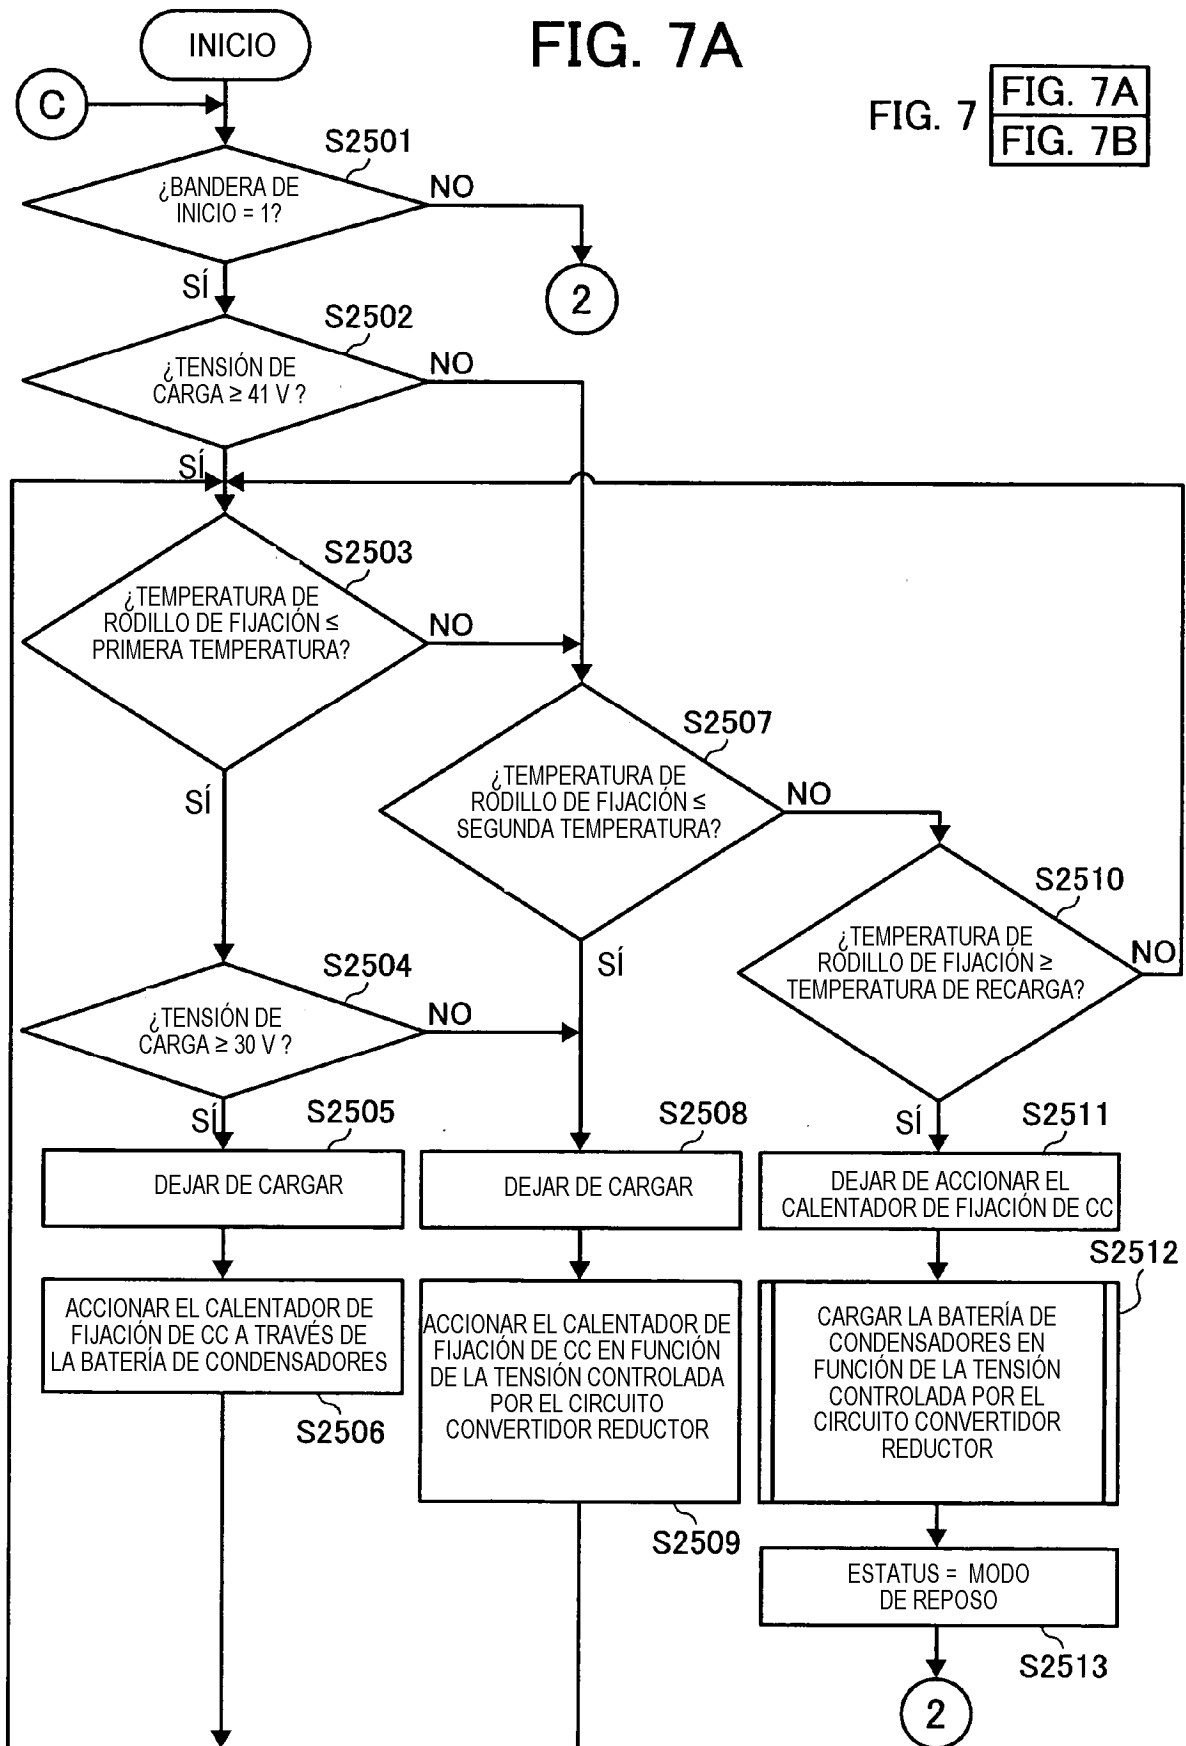 FIG. 7A
FIG. 7
FIG. 7A
FIG. 7B
INICIO
C
S2501
¿BANDERA DE
INICIO = 1?
NO
SÍ
2
S2502
¿TENSIÓN DE
CARGA ≥ 41 V ?
NO
SÍ
S2503
¿TEMPERATURA DE
RODILLO DE FIJACIÓN ≤
PRIMERA TEMPERATURA?
NO
SÍ
S2507
¿TEMPERATURA DE
RODILLO DE FIJACIÓN ≤
SEGUNDA TEMPERATURA?
NO
SÍ
S2510
¿TEMPERATURA DE
RODILLO DE FIJACIÓN ≥
TEMPERATURA DE RECARGA?
NO
SÍ
S2504
¿TENSIÓN DE
CARGA ≥ 30 V ?
NO
SÍ
S2505
DEJAR DE CARGAR
S2508
DEJAR DE CARGAR
S2511
DEJAR DE ACCIONAR EL
CALENTADOR DE FIJACIÓN DE CC
ACCIONAR EL CALENTADOR DE
FIJACIÓN DE CC A TRAVÉS DE
LA BATERÍA DE CONDENSADORES
S2506
ACCIONAR EL CALENTADOR DE
FIJACIÓN DE CC EN FUNCIÓN
DE LA TENSIÓN CONTROLADA
POR EL CIRCUITO
CONVERTIDOR REDUCTOR
S2509
S2512
CARGAR LA BATERÍA DE
CONDENSADORES EN
FUNCIÓN DE LA TENSIÓN
CONTROLADA POR EL
CIRCUITO CONVERTIDOR
REDUCTOR
ESTATUS = MODO
DE REPOSO
S2513
2